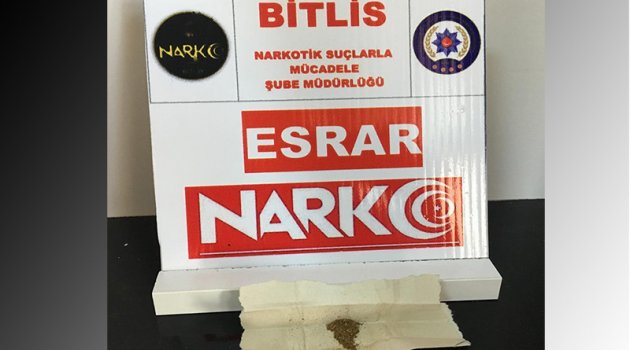 BİTLİS
NARKO
NARKOTİK SUÇLARLA
MÜCADELE
ŞUBE MÜDÜRLÜĞÜ
ESRAR
NARKO